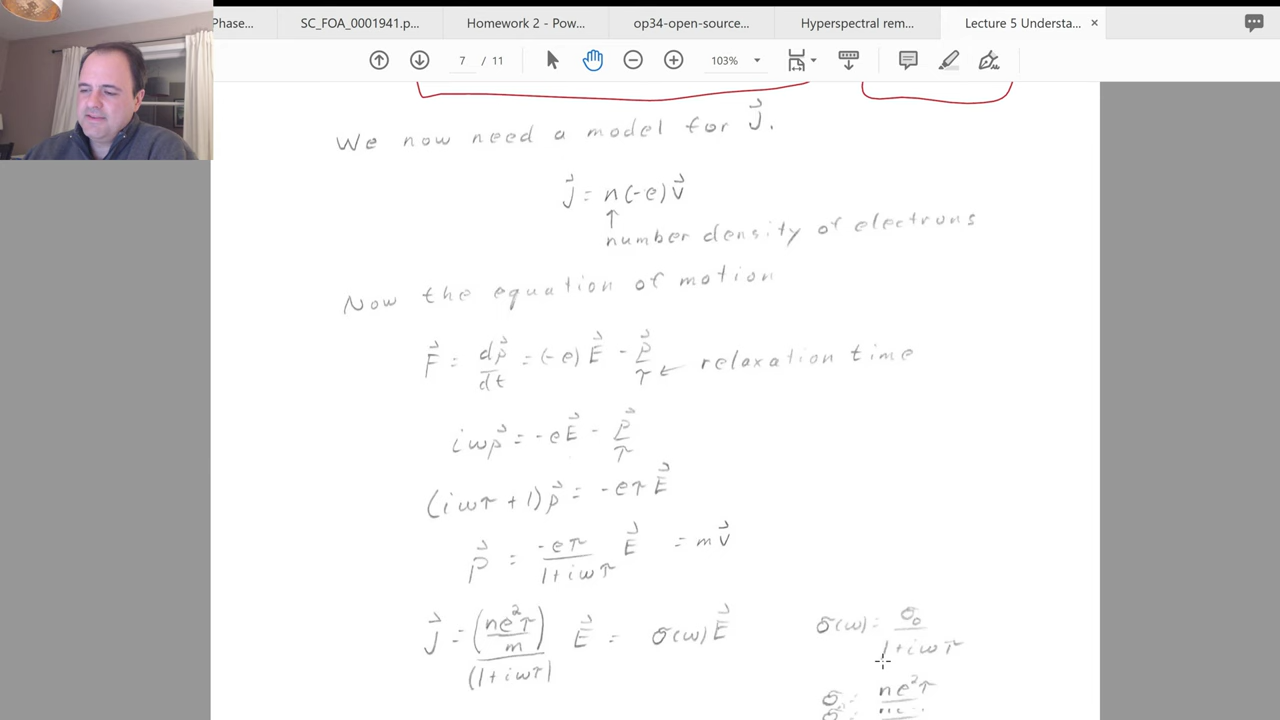 Phase... SC_FOA_0001941.p... Homework 2 - Pow... op34-open-source... Hyperspectral rem... Lecture 5 Understa... ×
7 / 11 103%
We now need a model for J⃗.
J⃗ = n(-e)v⃗
↑
number density of electrons
Now the equation of motion
F⃗ = dp⃗/dt = (-e)E⃗ - p⃗/τ ← relaxation time
iωp⃗ = -eE⃗ - p⃗/τ
(iωτ + 1)p⃗ = -eτE⃗
p⃗ = -eτ/(1+iωτ) E⃗ = mv⃗
J⃗ = (ne²τ/m)/(1+iωτ) E⃗ = σ(ω)E⃗ σ(ω) = σ₀/(1+iωτ)
ne²τ